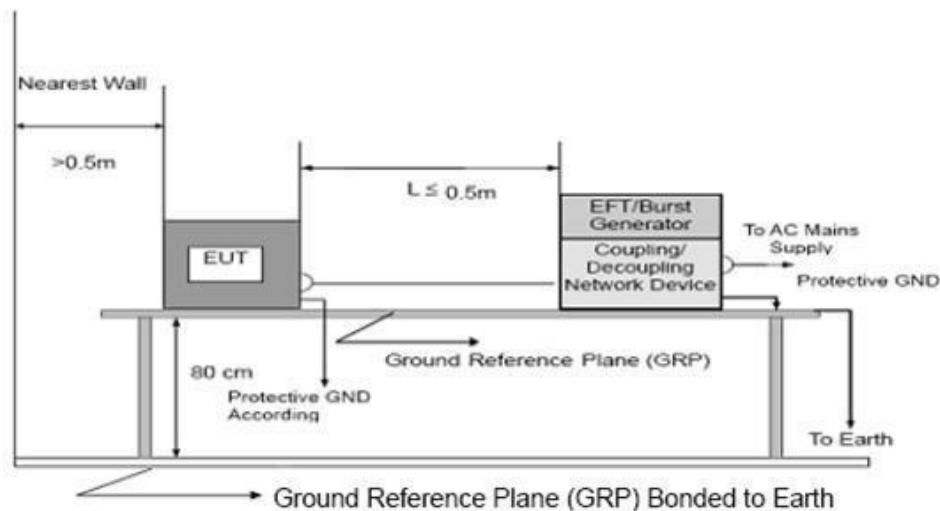 Nearest Wall
>0.5m
L ≤ 0.5m
EUT
EFT/Burst
Generator
Coupling/
Decoupling
Network Device
To AC Mains
Supply
Protective GND
Ground Reference Plane (GRP)
80 cm
Protective GND
According
To Earth
Ground Reference Plane (GRP) Bonded to Earth